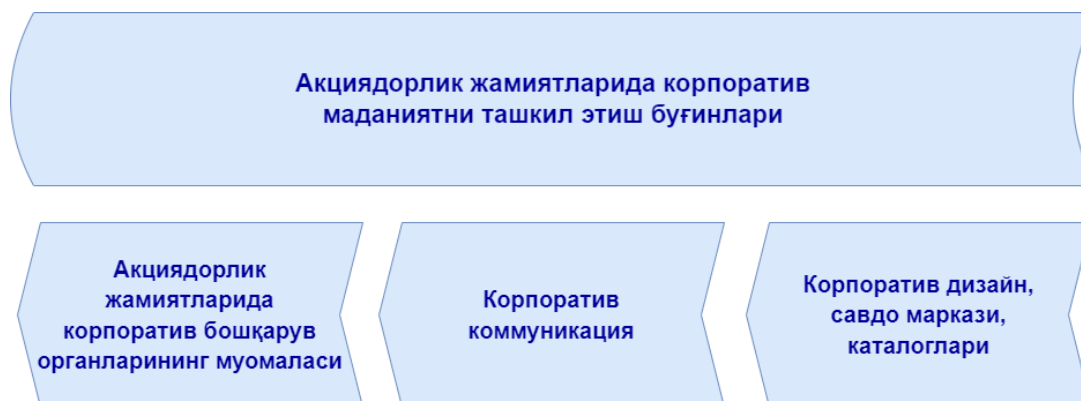 Акциядорлик жамиятларида корпоратив
маданиятни ташкил этиш буғинлари
Акциядорлик
жамиятларида
корпоратив бошқарув
органларининг муомаласи
Корпоратив
коммуникация
Корпоратив дизайн,
савдо маркази,
каталоглари